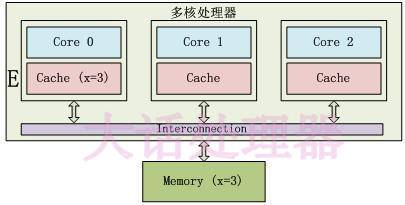 多核处理器
Core 0
Core 1
Core 2
E
Cache (x=3)
Cache
Cache
Interconnection
大话处理器
Memory (x=3)